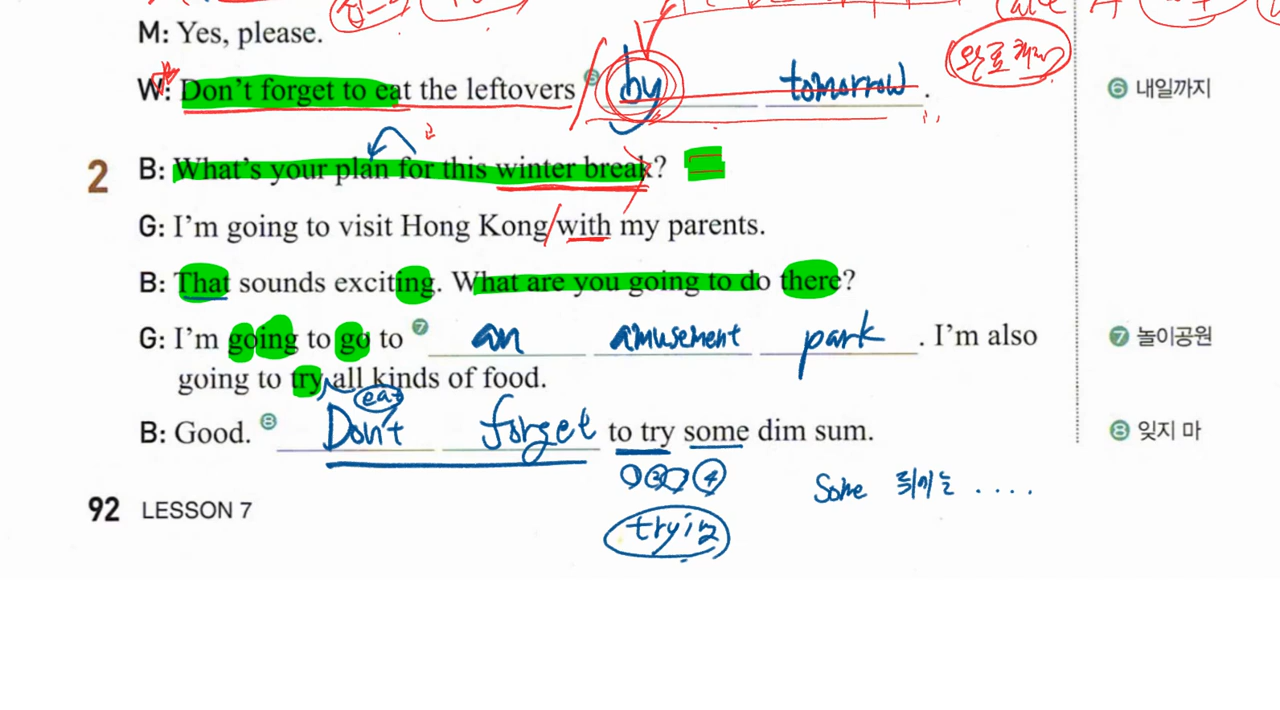 M: Yes, please.
W: Don't forget to eat the leftovers by tomorrow.
⑥ 내일까지
2 B: What's your plan for this winter break?
G: I'm going to visit Hong Kong / with my parents.
B: That sounds exciting. What are you going to do there?
G: I'm going to go to ⑦ an amusement park. I'm also
⑦ 놀이공원
going to try all kinds of food.
eat
B: Good. ⑧ Don't forget to try some dim sum.
⑧ 잊지 마
Some 뒤에는 ....
92 LESSON 7
trying